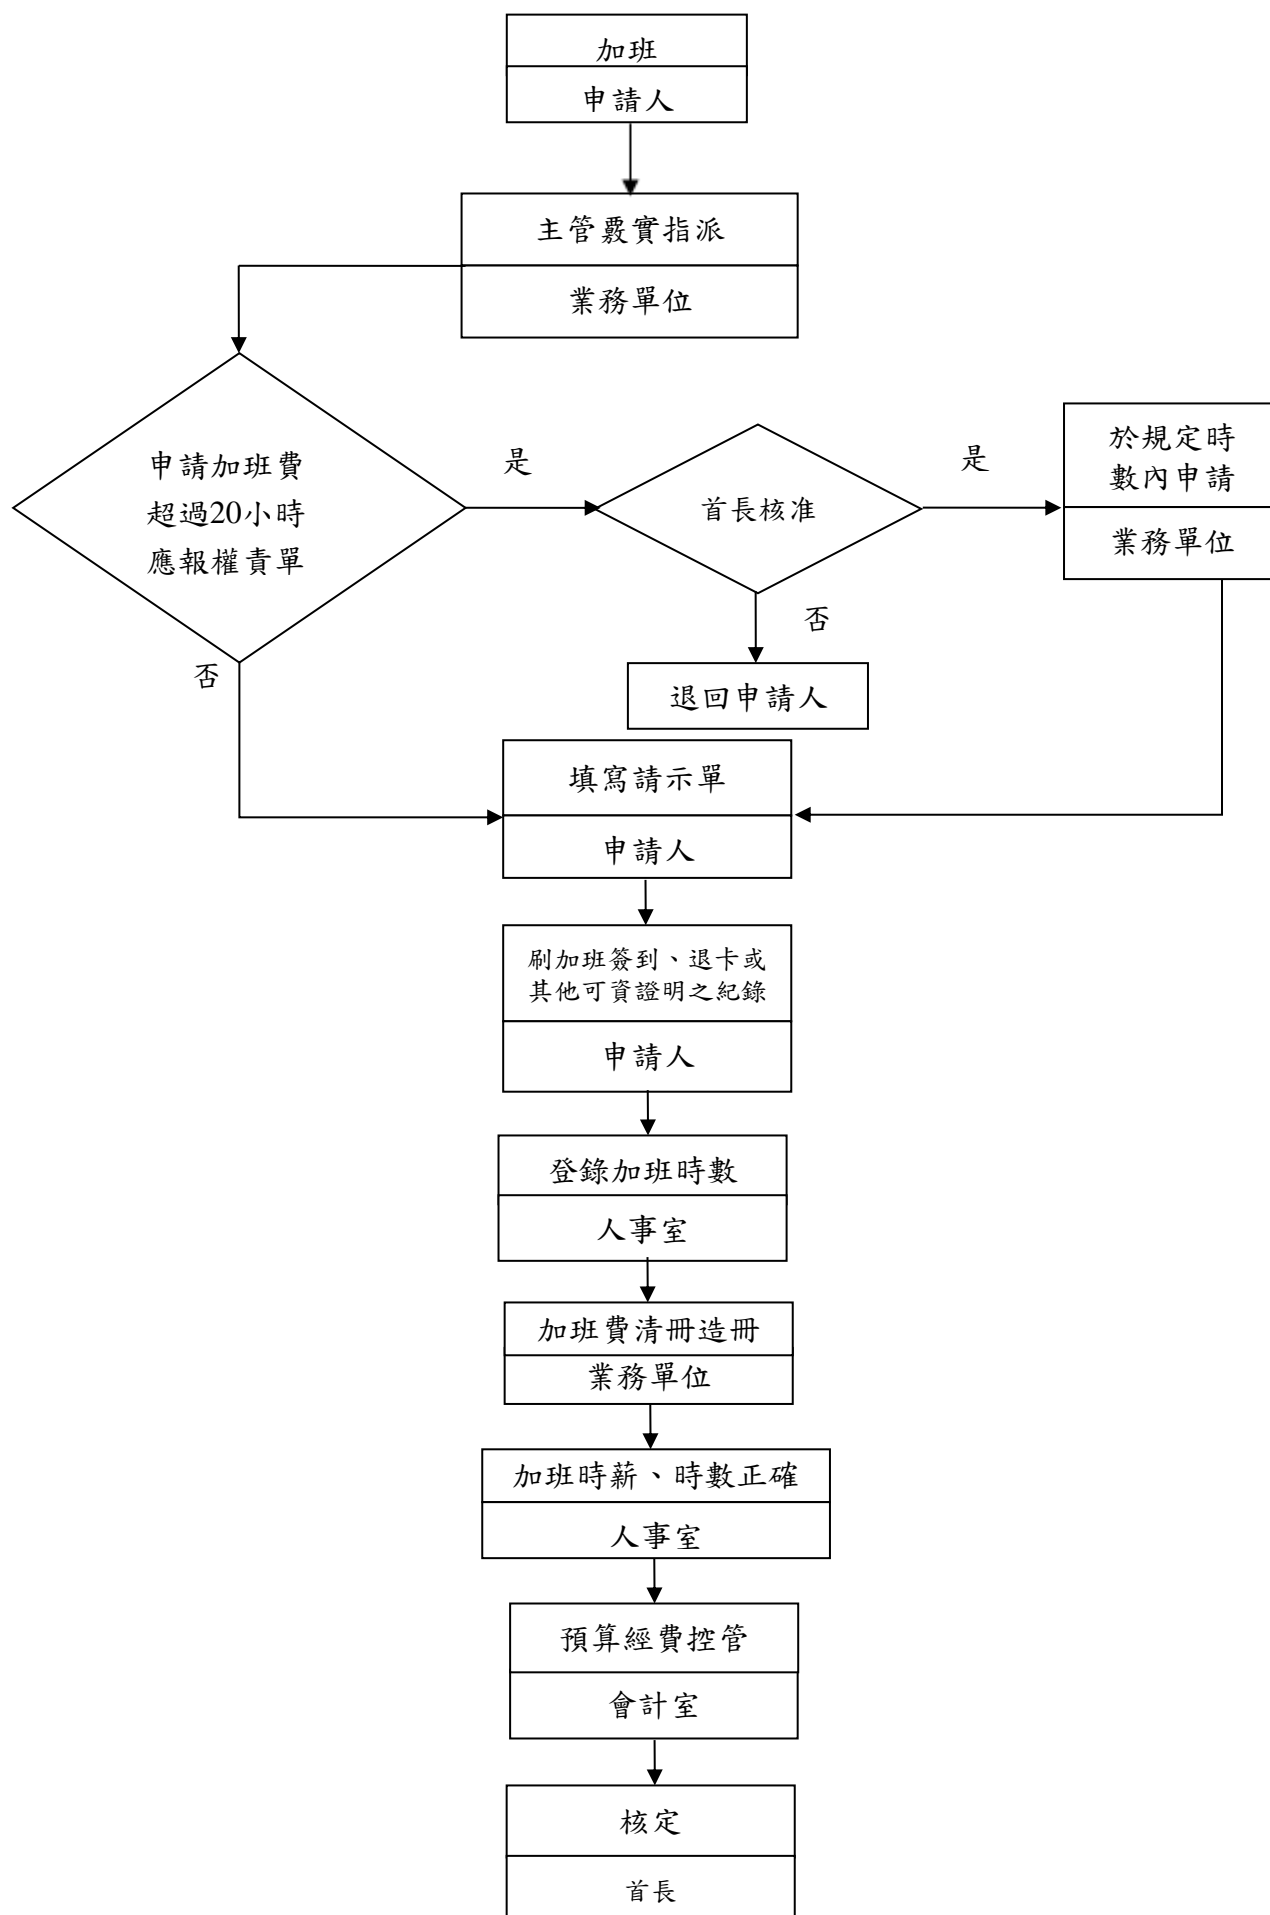 加班
申請人
主管覈實指派
業務單位
申請加班費
超過20小時
應報權責單
是
首長核准
是
於規定時
數內申請
業務單位
否
否
退回申請人
填寫請示單
申請人
刷加班簽到、退卡或
其他可資證明之紀錄
申請人
登錄加班時數
人事室
加班費清冊造冊
業務單位
加班時薪、時數正確
人事室
預算經費控管
會計室
核定
首長